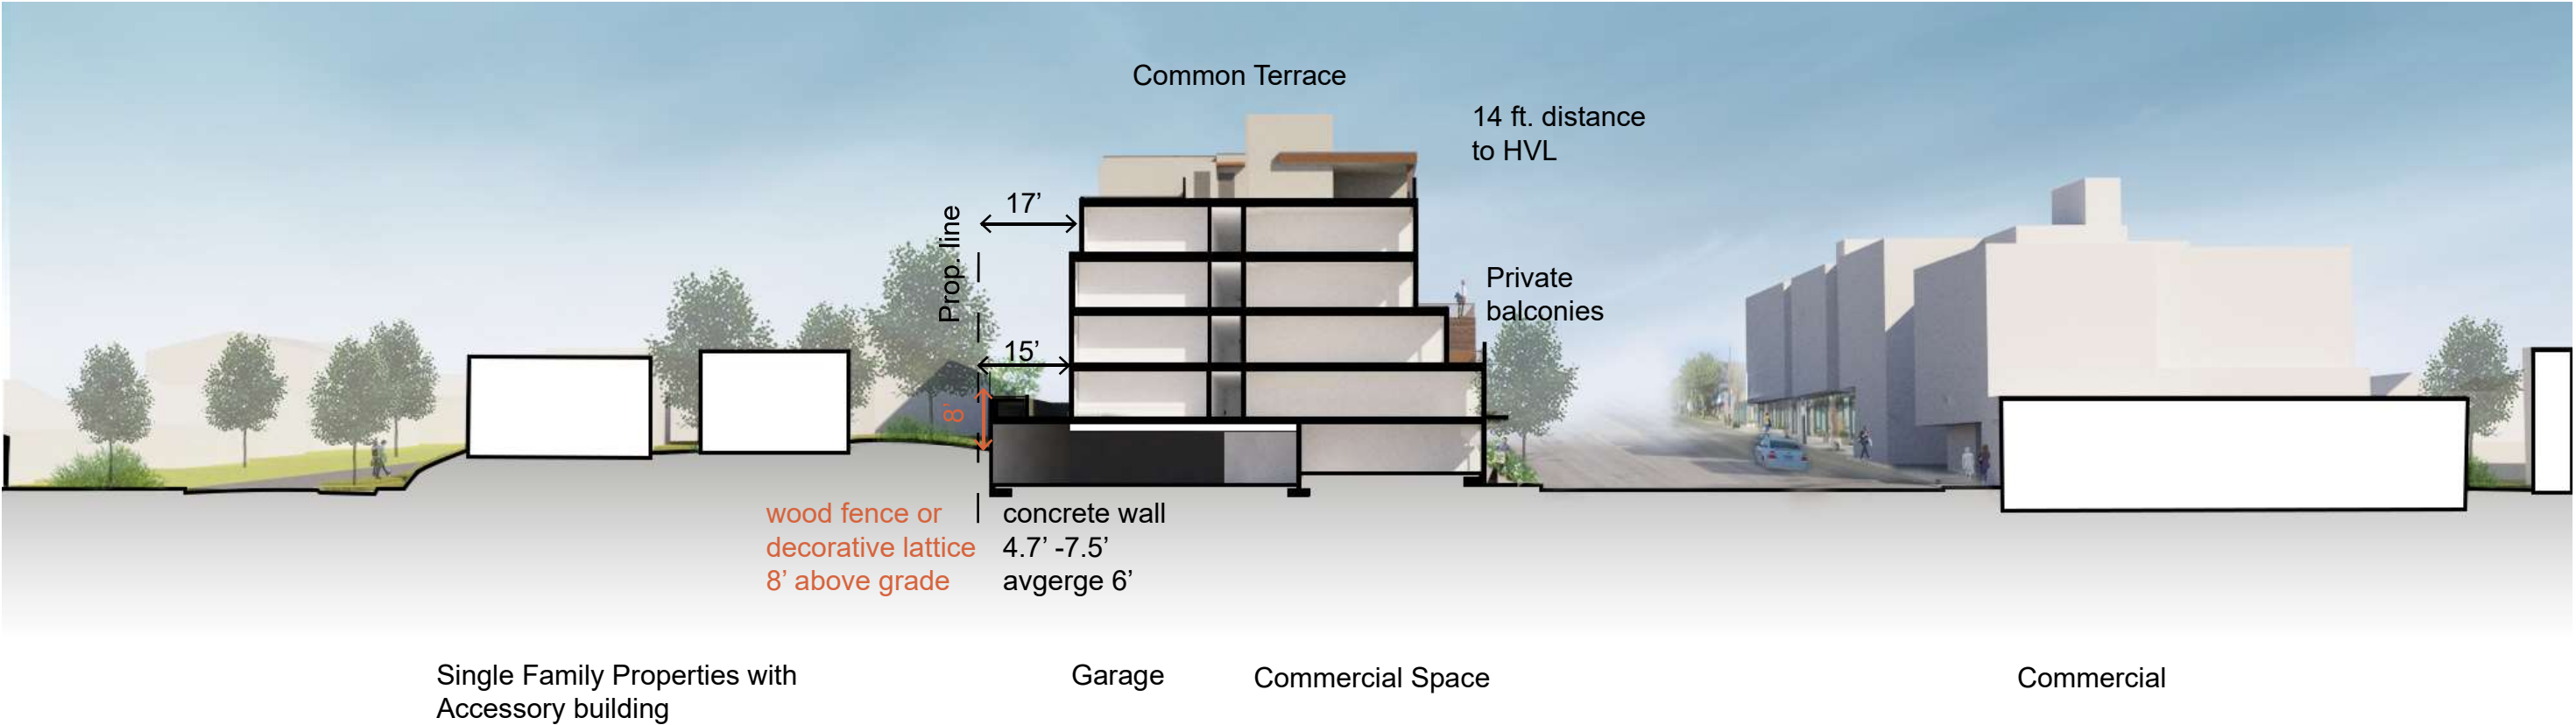 Common Terrace
14 ft. distance
to HVL
17’
Prop. line
Private
balconies
15’
8’
wood fence or
decorative lattice
8’ above grade
concrete wall
4.7’ -7.5’
avgerge 6’
Single Family Properties with
Accessory building
Garage
Commercial Space
Commercial